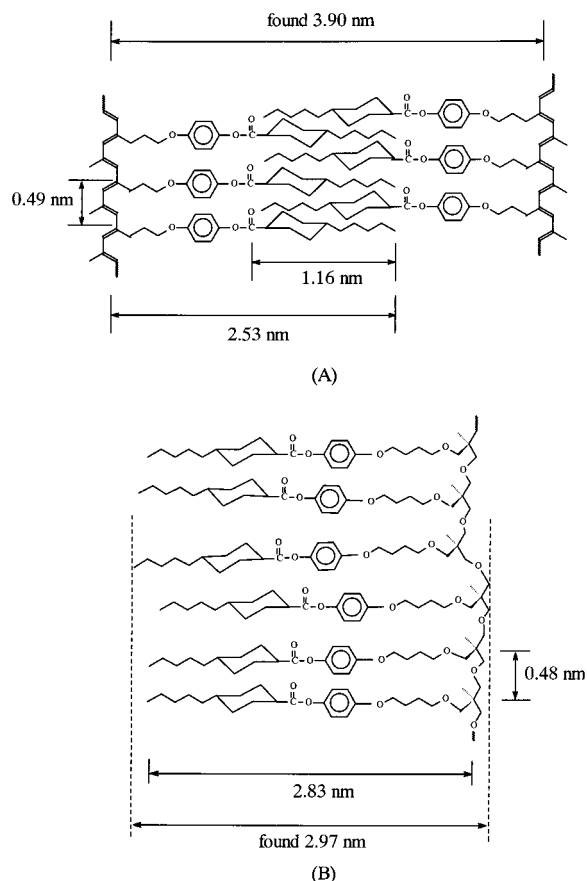 found 3.90 nm
O
C-O O
O
O O-C
O
C-O O
0.49 nm
O
O O-C
O
C-O O
O
O O-C
1.16 nm
2.53 nm
(A)
O
C-O O O
O
O
C-O O O
O
O
C-O O O
O
O
C-O O O
O
O
C-O O O
O
0.48 nm
O
C-O O O
O
2.83 nm
found 2.97 nm
(B)